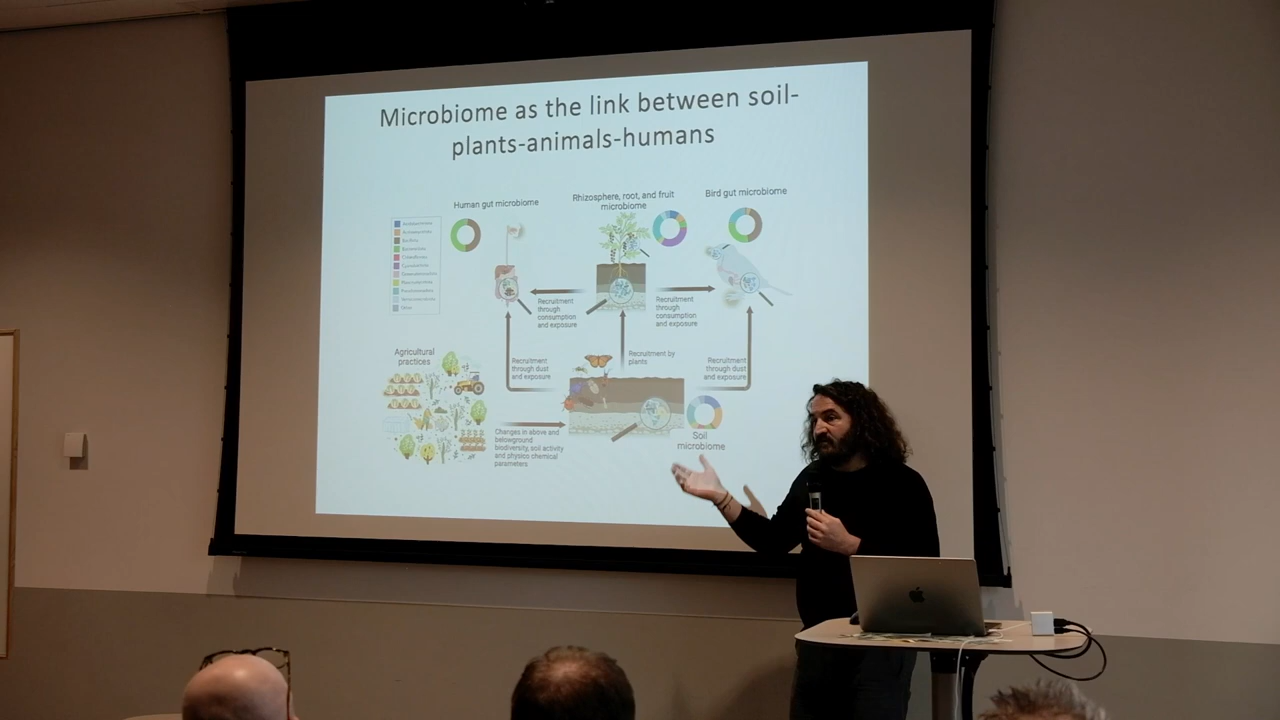 Microbiome as the link between soil-
plants-animals-humans
Human gut microbiome
Rhizosphere, root, and fruit
microbiome
Bird gut microbiome
Recruitment
through
consumption
and exposure
Recruitment
through
consumption
and exposure
Agricultural
practices
Recruitment
through dust
and exposure
Recruitment by
plants
Recruitment
through dust
and exposure
Changes in above and
belowground
biodiversity, soil activity
and physico chemical
parameters
Soil
microbiome